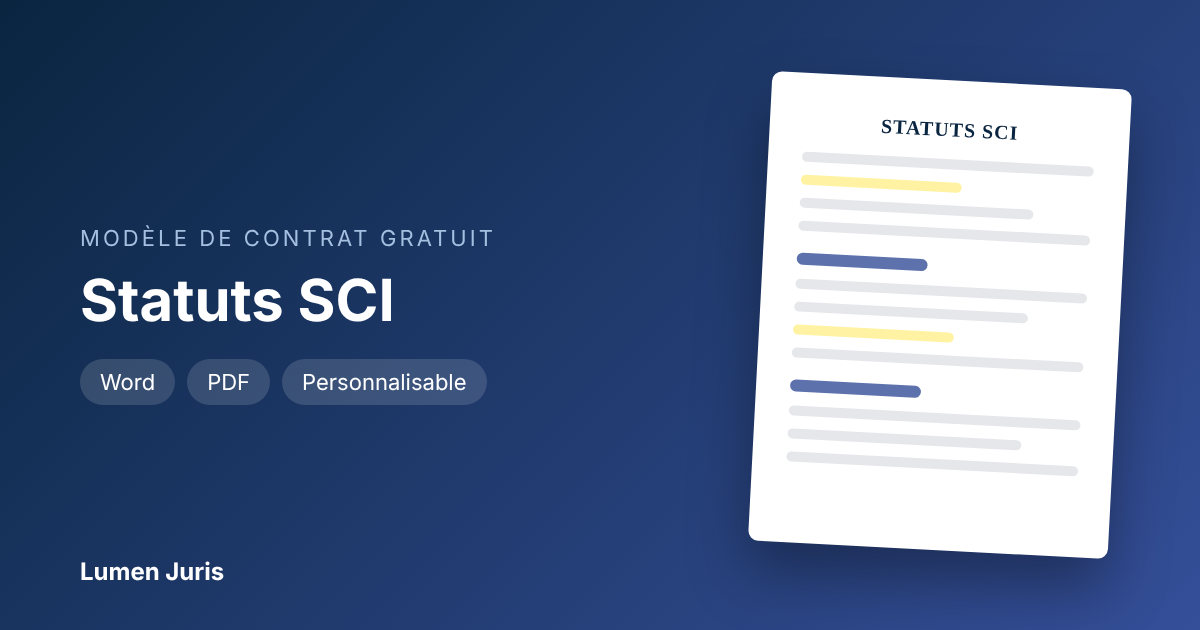 MODÈLE DE CONTRAT GRATUIT
Statuts SCI
Word
PDF
Personnalisable
Lumen Juris
STATUTS SCI